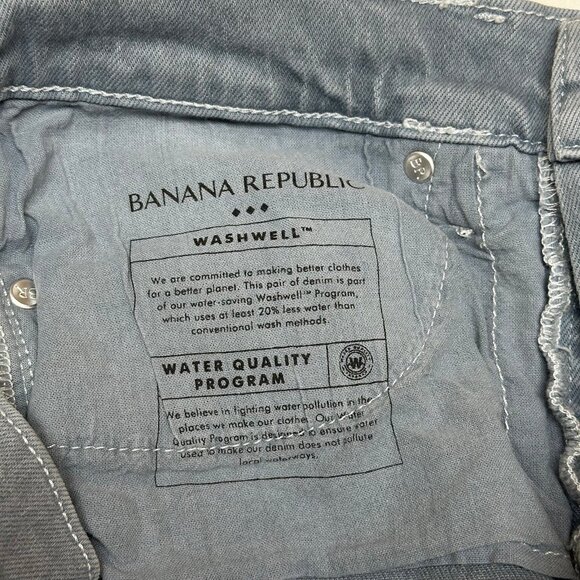 BANANA REPUBLIC
WASHWELL™
We are committed to making better clothes
for a better planet. This pair of denim is part
of our water-saving Washwell™ Program,
which uses at least 20% less water than
conventional wash methods.
WATER QUALITY
PROGRAM
W
We believe in fighting water pollution in the
places we make our clothes. Our Water
Quality Program is designed to ensure water
used to make our denim does not pollute
local waterways.
BR
BR